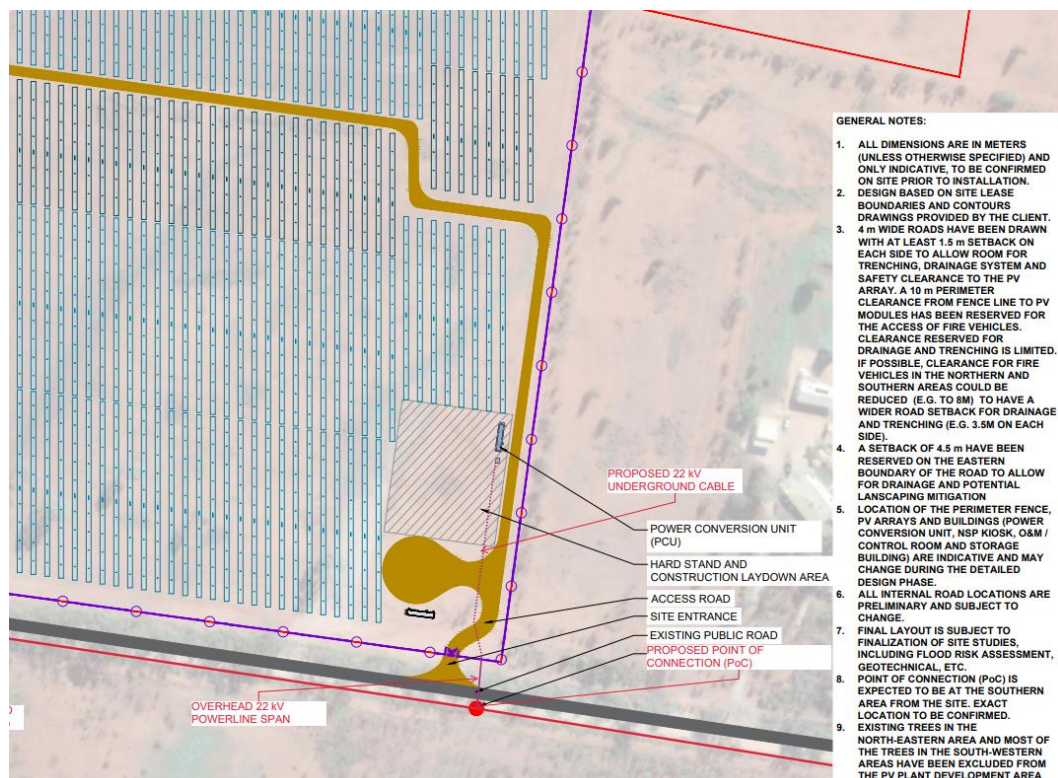 PROPOSED 22 kV
UNDERGROUND CABLE
POWER CONVERSION UNIT
(PCU)
HARD STAND AND
CONSTRUCTION LAYDOWN AREA
ACCESS ROAD
SITE ENTRANCE
EXISTING PUBLIC ROAD
PROPOSED POINT OF
CONNECTION (PoC)
OVERHEAD 22 kV
POWERLINE SPAN
GENERAL NOTES:
1. ALL DIMENSIONS ARE IN METERS
(UNLESS OTHERWISE SPECIFIED) AND
ONLY INDICATIVE, TO BE CONFIRMED
ON SITE PRIOR TO INSTALLATION.
2. DESIGN BASED ON SITE LEASE
BOUNDARIES AND CONTOURS
DRAWINGS PROVIDED BY THE CLIENT.
3. 4 m WIDE ROADS HAVE BEEN DRAWN
WITH AT LEAST 1.5 m SETBACK ON
EACH SIDE TO ALLOW ROOM FOR
TRENCHING, DRAINAGE SYSTEM AND
SAFETY CLEARANCE TO THE PV
ARRAY. A 10 m PERIMETER
CLEARANCE FROM FENCE LINE TO PV
MODULES HAS BEEN RESERVED FOR
THE ACCESS OF FIRE VEHICLES.
CLEARANCE RESERVED FOR
DRAINAGE AND TRENCHING IS LIMITED.
IF POSSIBLE, CLEARANCE FOR FIRE
VEHICLES IN THE NORTHERN AND
SOUTHERN AREAS COULD BE
REDUCED (E.G. TO 8M) TO HAVE A
WIDER ROAD SETBACK FOR DRAINAGE
AND TRENCHING (E.G. 3.5M ON EACH
SIDE).
4. A SETBACK OF 4.5 m HAVE BEEN
RESERVED ON THE EASTERN
BOUNDARY OF THE ROAD TO ALLOW
FOR DRAINAGE AND POTENTIAL
LANSCAPING MITIGATION
5. LOCATION OF THE PERIMETER FENCE,
PV ARRAYS AND BUILDINGS (POWER
CONVERSION UNIT, NSP KIOSK, O&M /
CONTROL ROOM AND STORAGE
BUILDING) ARE INDICATIVE AND MAY
CHANGE DURING THE DETAILED
DESIGN PHASE.
6. ALL INTERNAL ROAD LOCATIONS ARE
PRELIMINARY AND SUBJECT TO
CHANGE.
7. FINAL LAYOUT IS SUBJECT TO
FINALIZATION OF SITE STUDIES,
INCLUDING FLOOD RISK ASSESSMENT,
GEOTECHNICAL, ETC.
8. POINT OF CONNECTION (PoC) IS
EXPECTED TO BE AT THE SOUTHERN
AREA FROM THE SITE. EXACT
LOCATION TO BE CONFIRMED.
9. EXISTING TREES IN THE
NORTH-EASTERN AREA AND MOST OF
THE TREES IN THE SOUTH-WESTERN
AREAS HAVE BEEN EXCLUDED FROM
THE PV PLANT DEVELOPMENT AREA